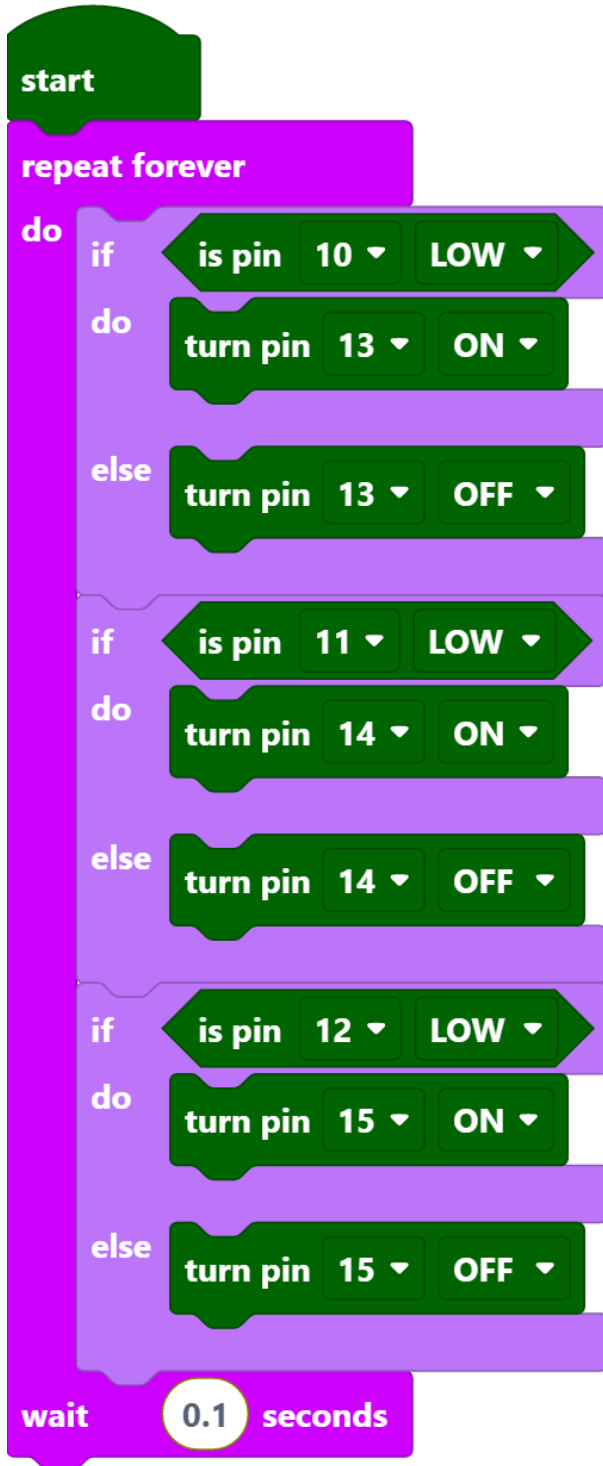 start
repeat forever
do if is pin 10 LOW
do turn pin 13 ON
else turn pin 13 OFF
if is pin 11 LOW
do turn pin 14 ON
else turn pin 14 OFF
if is pin 12 LOW
do turn pin 15 ON
else turn pin 15 OFF
wait 0.1 seconds